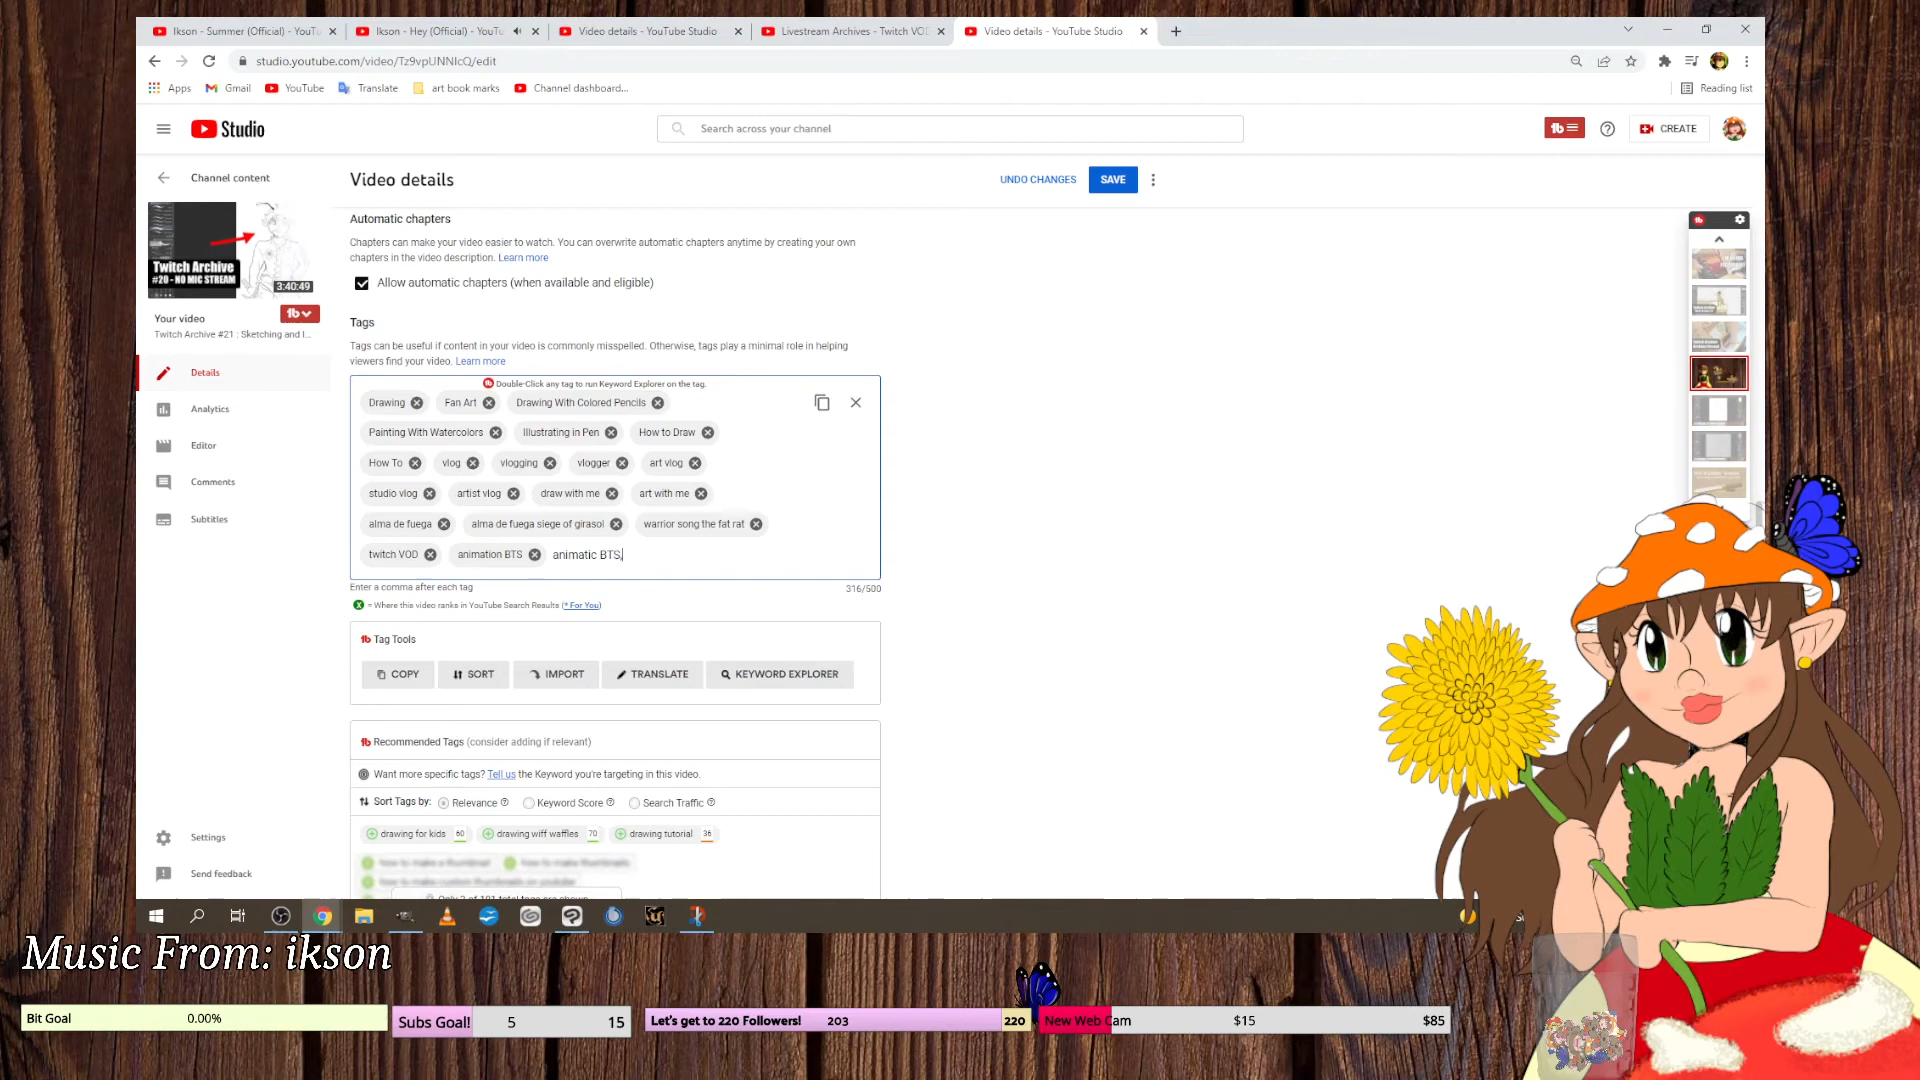 Ikson - Summer (Official) - YouTu
Ikson - Hey (Official) - YouTu
Video details - YouTube Studio
Livestream Archives - Twitch VOD
Video details - YouTube Studio
studio.youtube.com/video/Tz9vpUNNIcQ/edit
Apps
Gmail
YouTube
Translate
art book marks
Channel dashboard...
Reading list
Studio
Search across your channel
CREATE
Channel content
Video details
UNDO CHANGES
SAVE
Twitch Archive
#20 - NO MIC STREAM
3:40:49
Your video
Twitch Archive #21 : Sketching and I...
Details
Analytics
Editor
Comments
Subtitles
Settings
Send feedback
Automatic chapters
Chapters can make your video easier to watch. You can overwrite automatic chapters anytime by creating your own
chapters in the video description. Learn more
Allow automatic chapters (when available and eligible)
Tags
Tags can be useful if content in your video is commonly misspelled. Otherwise, tags play a minimal role in helping
viewers find your video. Learn more
Double-Click any tag to run Keyword Explorer on the tag.
Drawing Fan Art Drawing With Colored Pencils
Painting With Watercolors Illustrating in Pen How to Draw
How To vlog vlogging vlogger art vlog
studio vlog artist vlog draw with me art with me
alma de fuega alma de fuega siege of girasol warrior song the fat rat
twitch VOD animation BTS animatic BTS,
Enter a comma after each tag
316/500
= Where this video ranks in YouTube Search Results (* For You)
Tag Tools
COPY SORT IMPORT TRANSLATE KEYWORD EXPLORER
Recommended Tags (consider adding if relevant)
Want more specific tags? Tell us the Keyword you're targeting in this video.
Sort Tags by: Relevance Keyword Score Search Traffic
drawing for kids 60 drawing wiff waffles 70 drawing tutorial 36
how to make a thumbnail how to make thumbnails
how to make custom thumbnails on youtube
Music From: ikson
Bit Goal 0.00%
Subs Goal! 5 15
Let's get to 220 Followers! 203 220
New Web Cam $15 $85